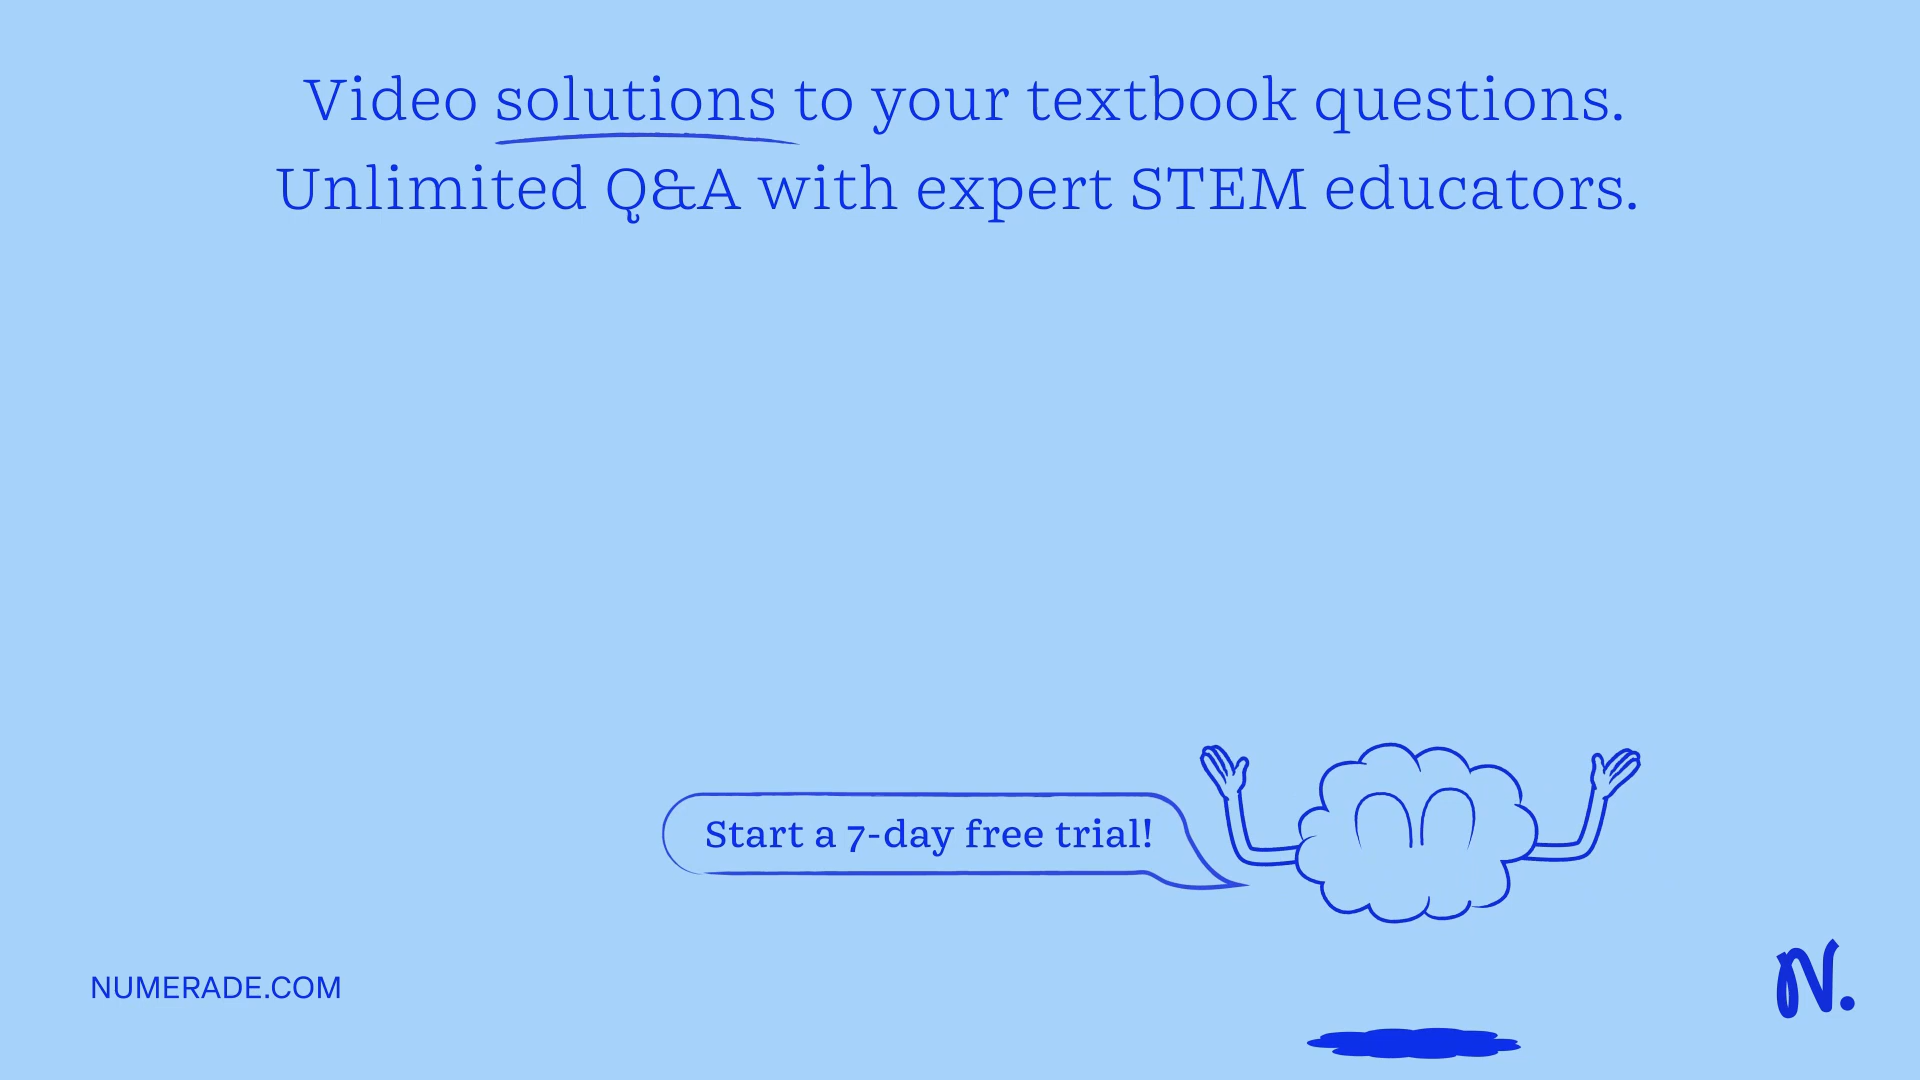 Video solutions to your textbook questions.
Unlimited Q&A with expert STEM educators.
Start a 7-day free trial!
NUMERADE.COM
N.